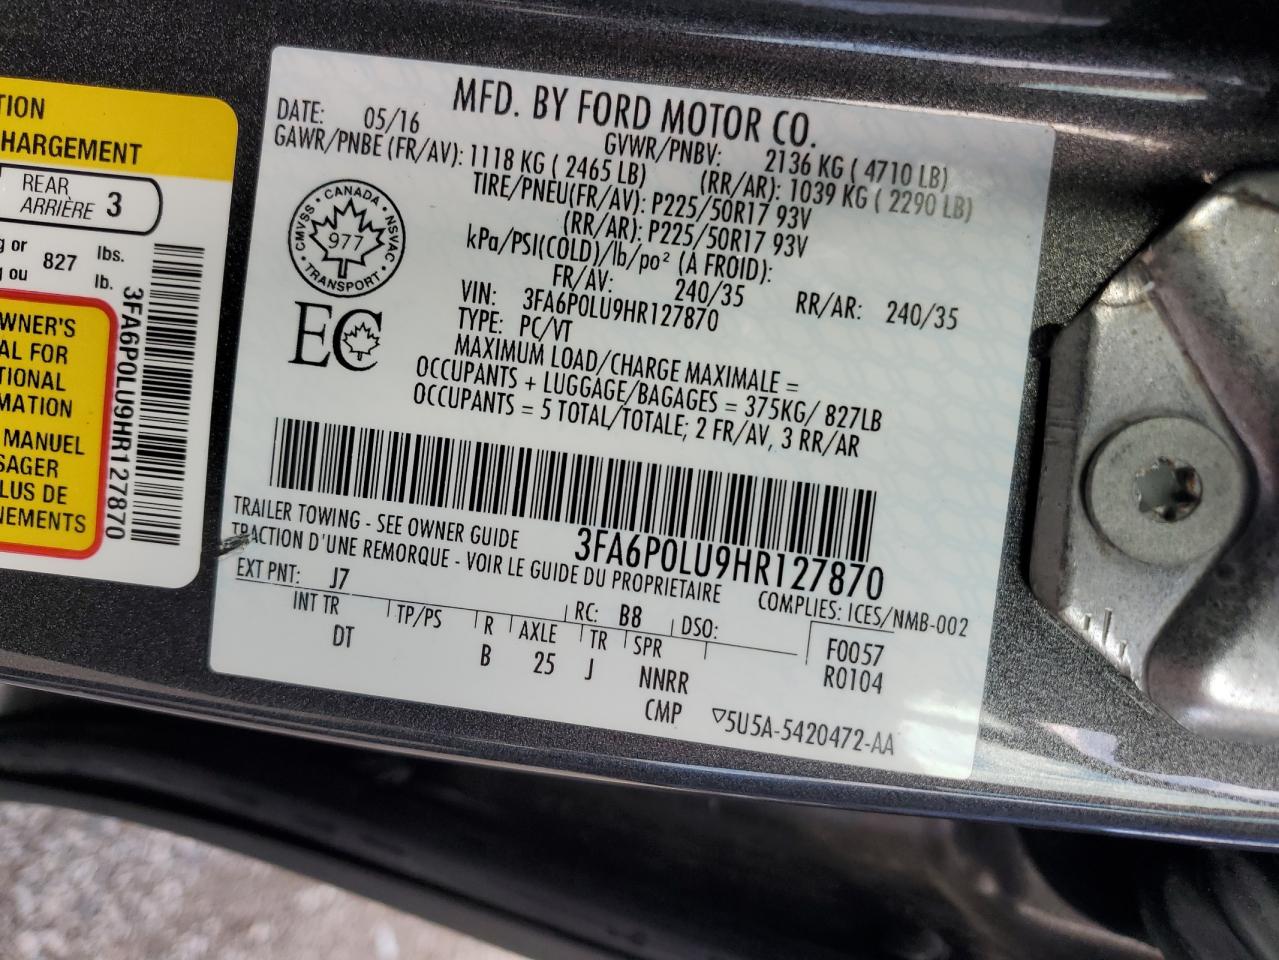 TION
HARGEMENT
REAR
ARRIÈRE 3
g or 827 lbs.
g ou lb.
3FA6P0LU9HR127870
WNER'S
AL FOR
TIONAL
MATION
MANUEL
SAGER
LUS DE
NEMENTS
MFD. BY FORD MOTOR CO.
DATE: 05/16 GVWR/PNBV: 2136 KG ( 4710 LB)
GAWR/PNBE (FR/AV): 1118 KG ( 2465 LB) (RR/AR): 1039 KG ( 2290 LB)
TIRE/PNEU(FR/AV): P225/50R17 93V
(RR/AR): P225/50R17 93V
kPa/PSI(COLD)/lb/po² (A FROID):
FR/AV: 240/35 RR/AR: 240/35
VIN: 3FA6P0LU9HR127870
TYPE: PC/VT
MAXIMUM LOAD/CHARGE MAXIMALE =
OCCUPANTS + LUGGAGE/BAGAGES = 375KG/ 827LB
OCCUPANTS = 5 TOTAL/TOTALE; 2 FR/AV, 3 RR/AR
CMVSS · CANADA · NSVAC
977
TRANSPORT
EC
3FA6P0LU9HR127870
TRAILER TOWING - SEE OWNER GUIDE
TRACTION D'UNE REMORQUE - VOIR LE GUIDE DU PROPRIETAIRE
COMPLIES: ICES/NMB-002
EXT PNT: J7 RC: B8 DSO:
INT TR TP/PS R AXLE TR SPR F0057
DT B 25 J NNRR R0104
CMP ▽5U5A-5420472-AA